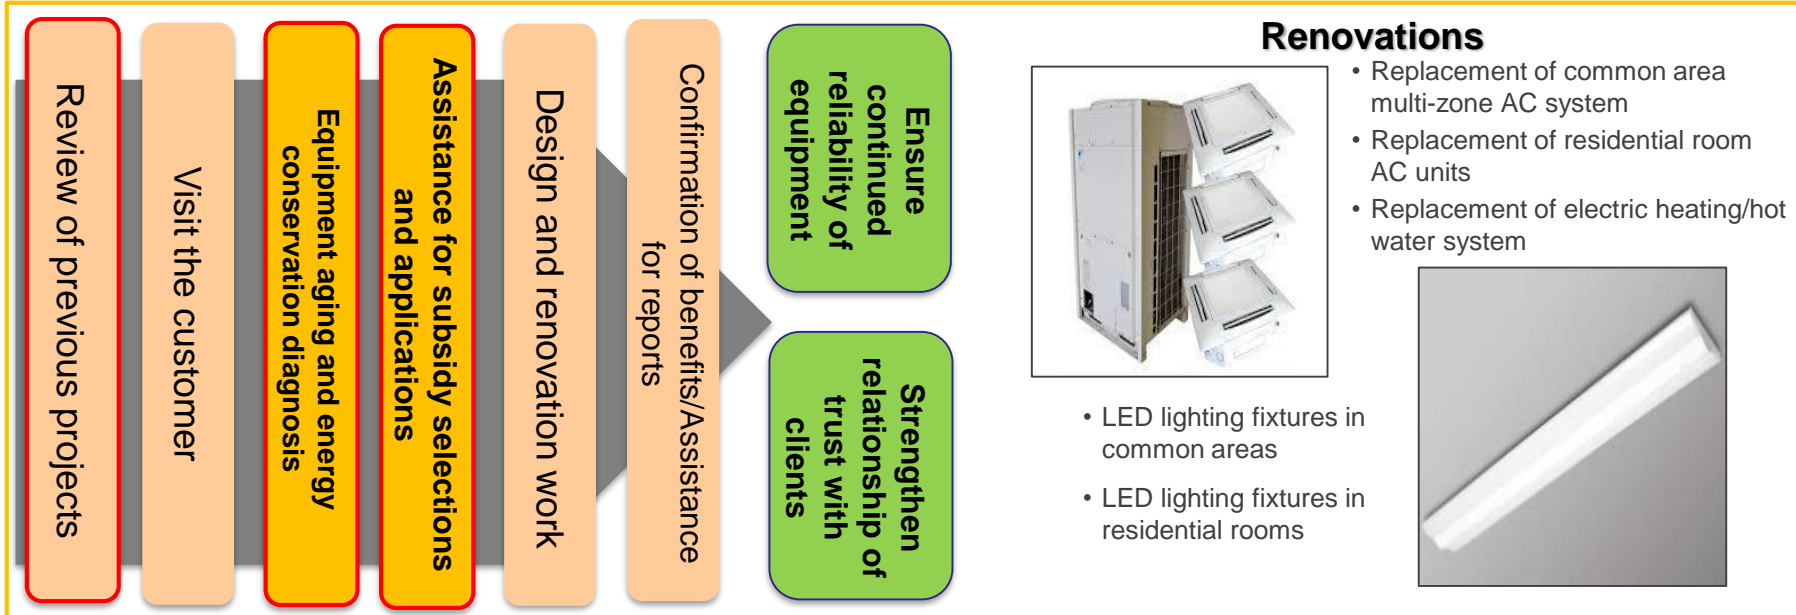 Review of previous projects
Visit the customer
Equipment aging and energy
conservation diagnosis
Assistance for subsidy selections
and applications
Design and renovation work
Confirmation of benefits/Assistance
for reports
Ensure
continued
reliability of
equipment
Strengthen
relationship of
trust with
clients
Renovations
• Replacement of common area
multi-zone AC system
• Replacement of residential room
AC units
• Replacement of electric heating/hot
water system
• LED lighting fixtures in
common areas
• LED lighting fixtures in
residential rooms